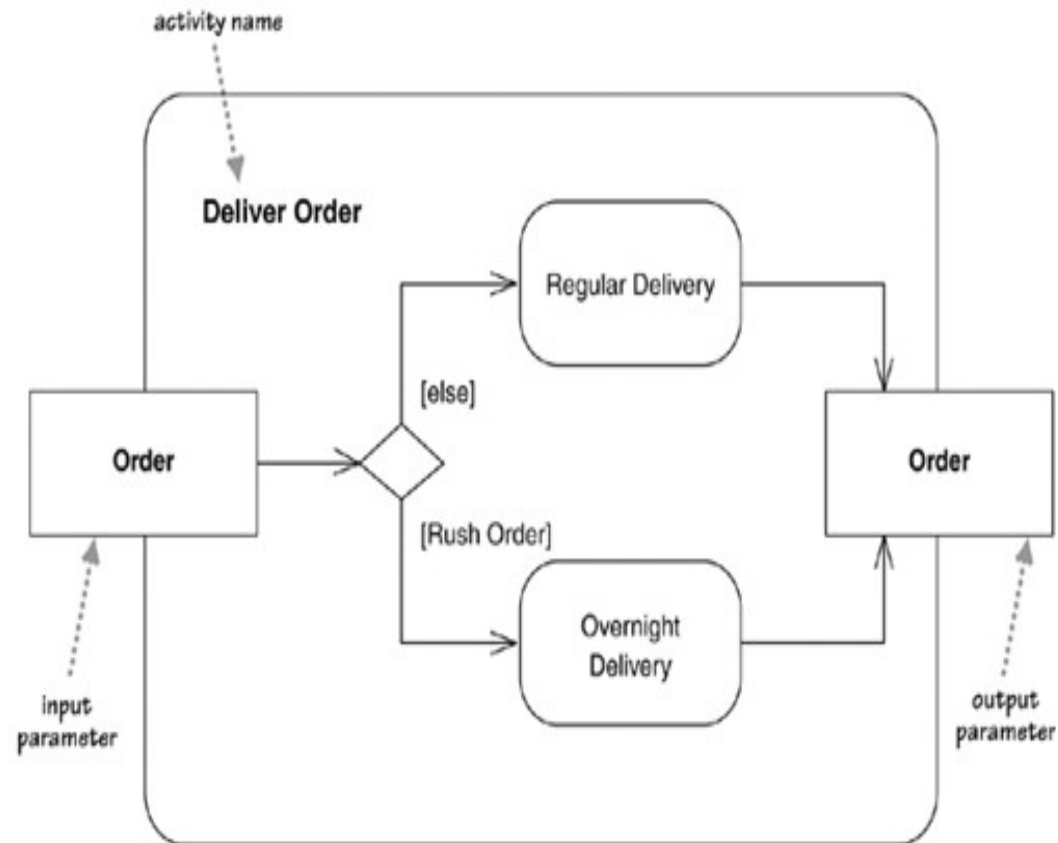 activity name
Deliver Order
Regular Delivery
[else]
Order
Order
[Rush Order]
Overnight
Delivery
input
parameter
output
parameter